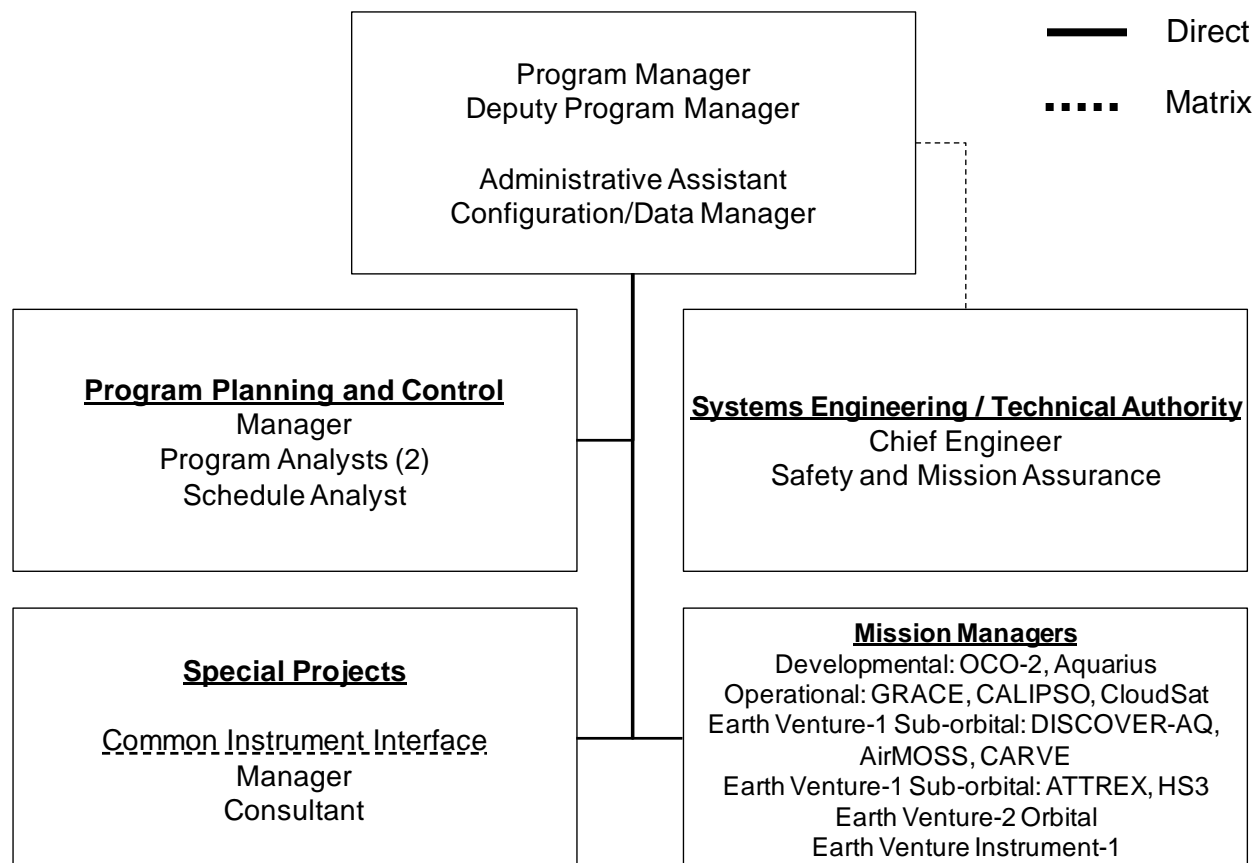 Direct
Matrix
Program Manager
Deputy Program Manager
Administrative Assistant
Configuration/Data Manager
Program Planning and Control
Manager
Program Analysts (2)
Schedule Analyst
Systems Engineering / Technical Authority
Chief Engineer
Safety and Mission Assurance
Special Projects
Common Instrument Interface
Manager
Consultant
Mission Managers
Developmental: OCO-2, Aquarius
Operational: GRACE, CALIPSO, CloudSat
Earth Venture-1 Sub-orbital: DISCOVER-AQ,
AirMOSS, CARVE
Earth Venture-1 Sub-orbital: ATTREX, HS3
Earth Venture-2 Orbital
Earth Venture Instrument-1